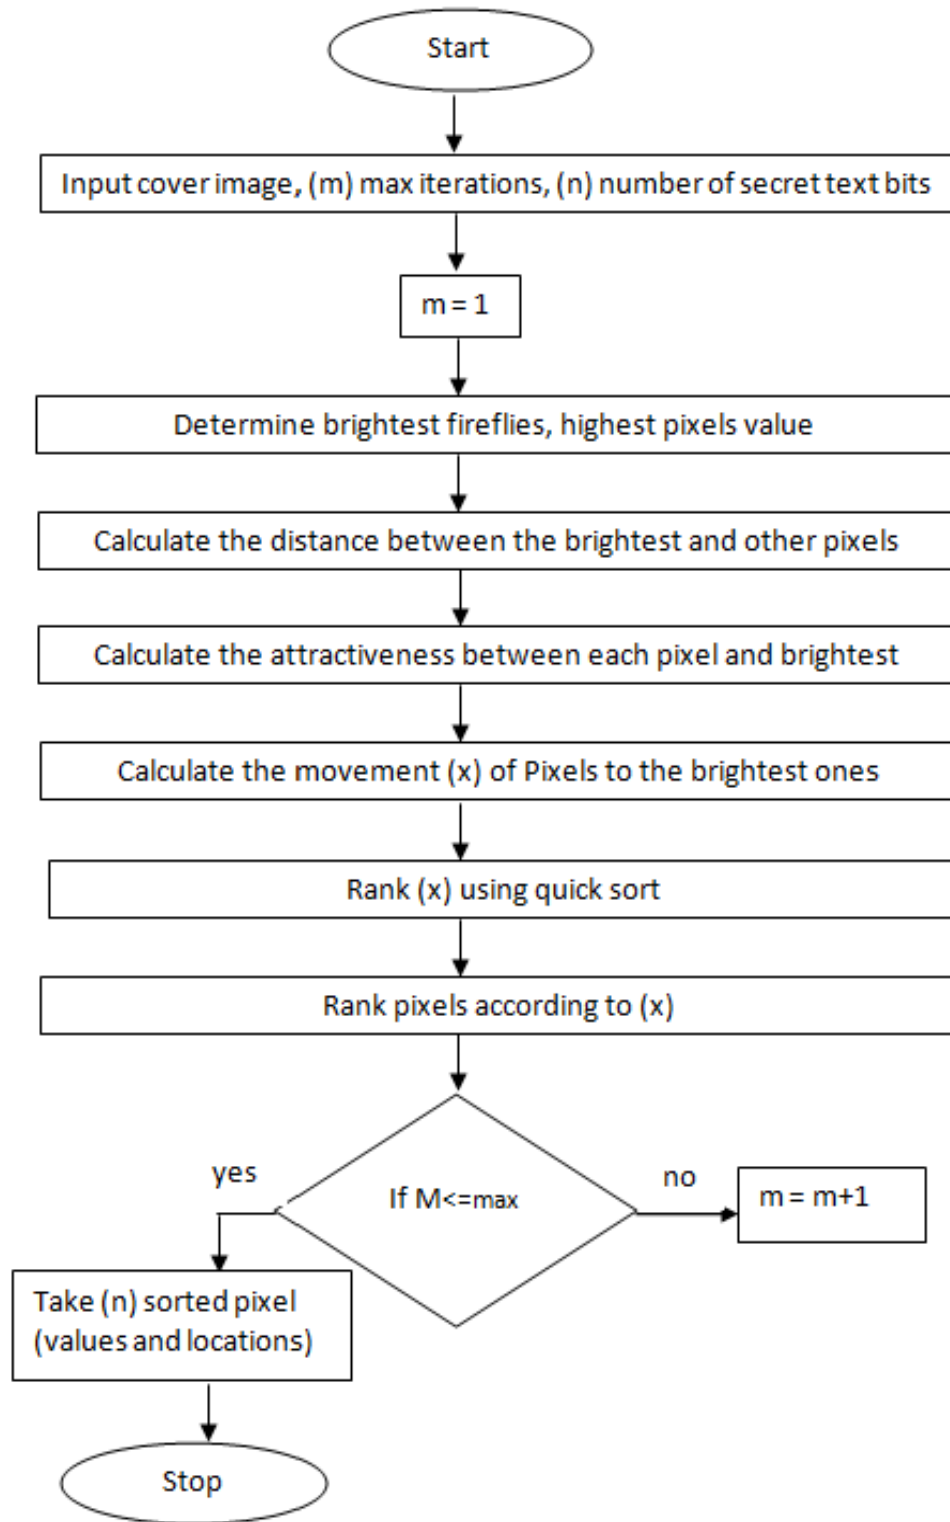 Start
Input cover image, (m) max iterations, (n) number of secret text bits
m = 1
Determine brightest fireflies, highest pixels value
Calculate the distance between the brightest and other pixels
Calculate the attractiveness between each pixel and brightest
Calculate the movement (x) of Pixels to the brightest ones
Rank (x) using quick sort
Rank pixels according to (x)
yes
If M<=max
no
m = m+1
Take (n) sorted pixel
(values and locations)
Stop